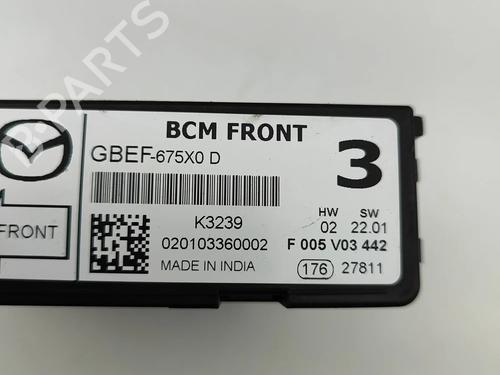 BCM FRONT
GBEF-675X0 D
3
K3239
HW SW
02 22.01
FRONT
020103360002
F 005 V03 442
MADE IN INDIA
176 27811
B-PARTS